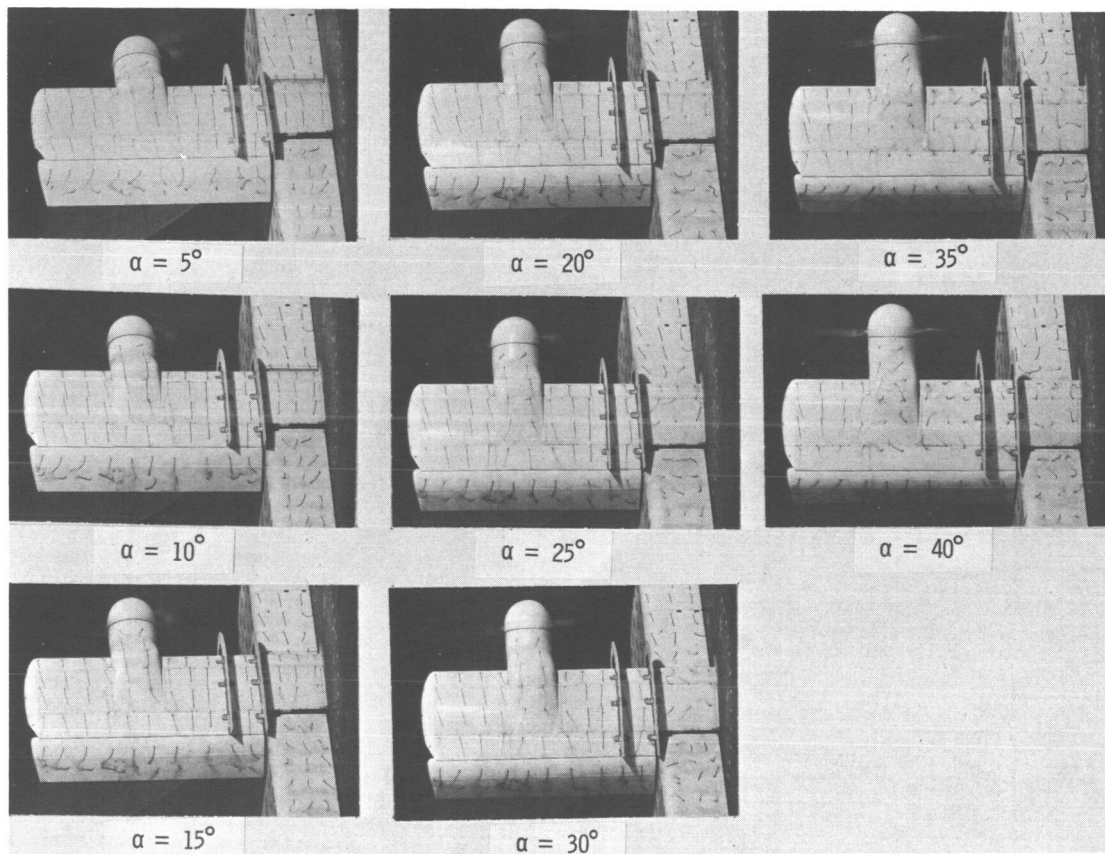 α = 5°
α = 20°
α = 35°
α = 10°
α = 25°
α = 40°
α = 15°
α = 30°